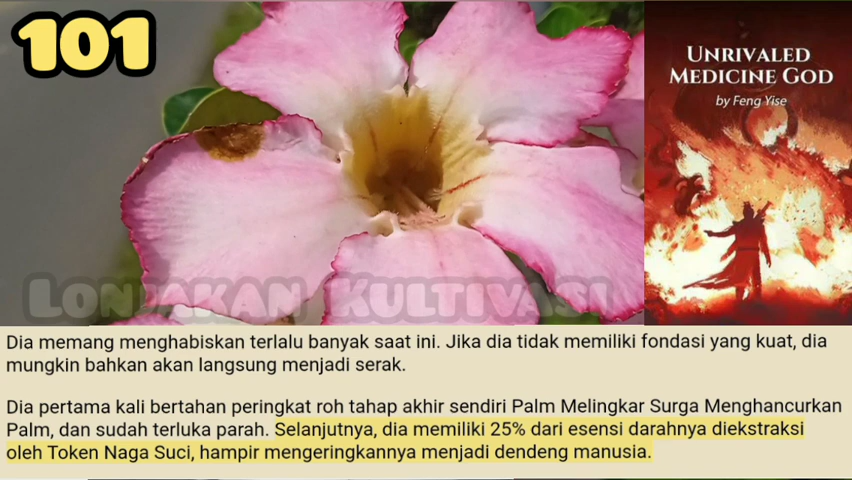 101
UNRIVALED
MEDICINE GOD
by Feng Yise
LONJAKAN KULTIVASI
Dia memang menghabiskan terlalu banyak saat ini. Jika dia tidak memiliki fondasi yang kuat, dia
mungkin bahkan akan langsung menjadi serak.
Dia pertama kali bertahan peringkat roh tahap akhir sendiri Palm Melingkar Surga Menghancurkan
Palm, dan sudah terluka parah. Selanjutnya, dia memiliki 25% dari esensi darahnya diekstraksi
oleh Token Naga Suci, hampir mengeringkannya menjadi dendeng manusia.